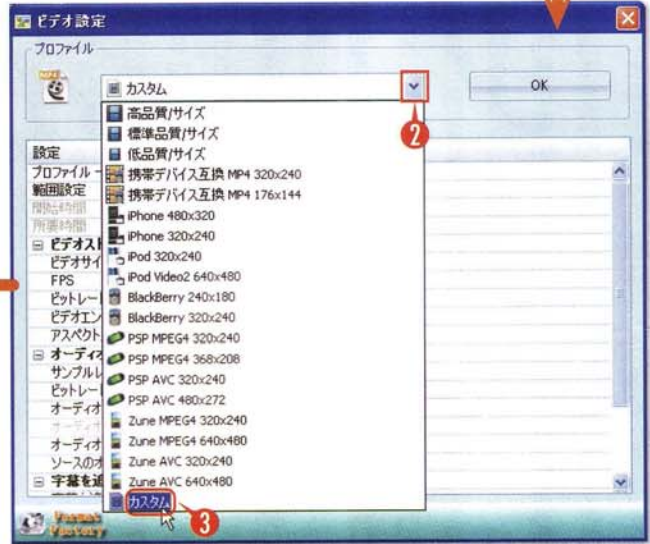 ビデオ設定
プロファイル
カスタム
OK
2
高品質/サイズ
標準品質/サイズ
低品質/サイズ
携帯デバイス互換 MP4 320x240
携帯デバイス互換 MP4 176x144
iPhone 480x320
iPhone 320x240
iPod 320x240
iPod Video2 640x480
BlackBerry 240x180
BlackBerry 320x240
PSP MPEG4 320x240
PSP MPEG4 368x208
PSP AVC 320x240
PSP AVC 480x272
Zune MPEG4 320x240
Zune MPEG4 640x480
Zune AVC 320x240
Zune AVC 640x480
カスタム
3
設定
プロファイル
範囲設定
開始時間
所要時間
ビデオスト
ビデオサイ
FPS
ビットレー
ビデオエン
アスペクト
オーディオ
サンプルレ
ビットレー
オーディオ
オーディオ
ソースのオ
字幕を追
Format
Factory